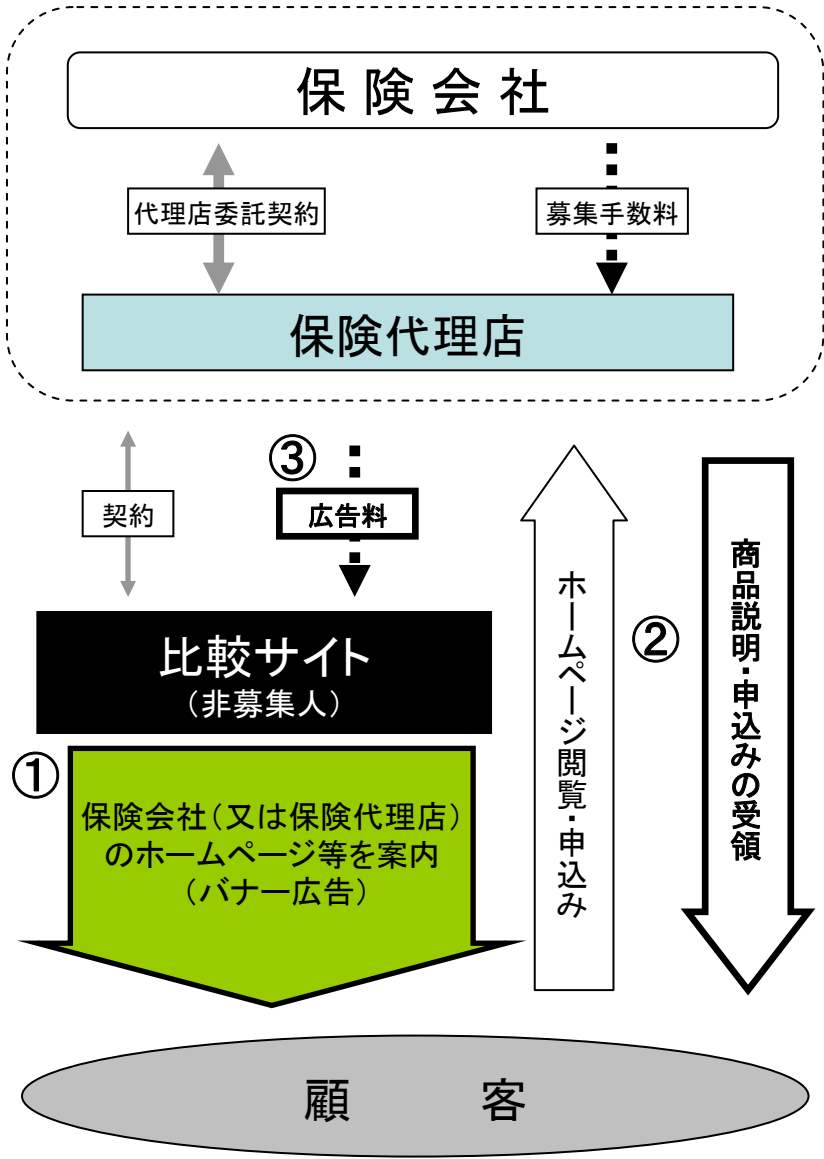 保険会社
代理店委託契約
募集手数料
保険代理店
③
契約
広告料
比較サイト
（非募集人）
①
保険会社（又は保険代理店）
のホームページ等を案内
（バナー広告）
ホームページ閲覧・申込み
②
商品説明・申込みの受領
顧客